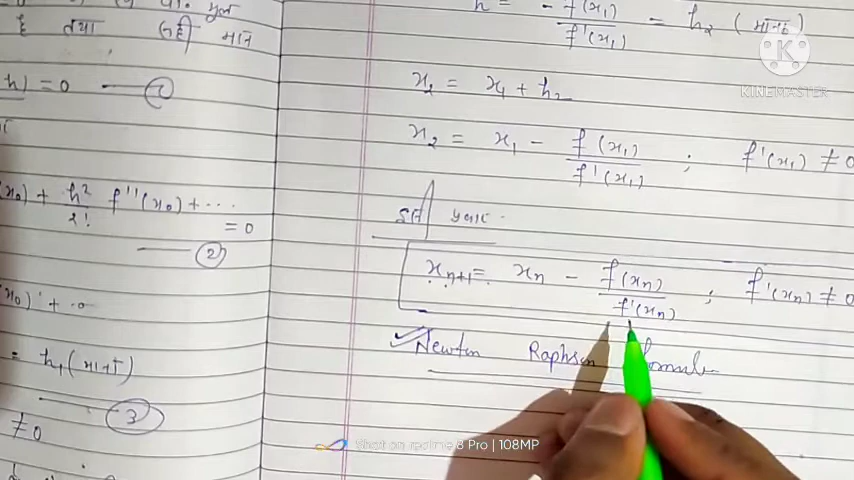 है तथा नहीं मान
h) = 0 —— ①
(x₀) + h²/2! f''(x₀) + ····
= 0
—— ②
x₀) + ··
= h₁ (माना)
—— ③
≠ 0
h = - f(x₁)/f'(x₁) = h₂ (माना)
x₂ = x₁ + h₂
x₂ = x₁ - f(x₁)/f'(x₁) ; f'(x₁) ≠ 0
इसी प्रकार
xₙ₊₁ = xₙ - f(xₙ)/f'(xₙ) ; f'(xₙ) ≠ 0
Newton Raphson formula
K
KINEMASTER
Shot on realme 8 Pro | 108MP